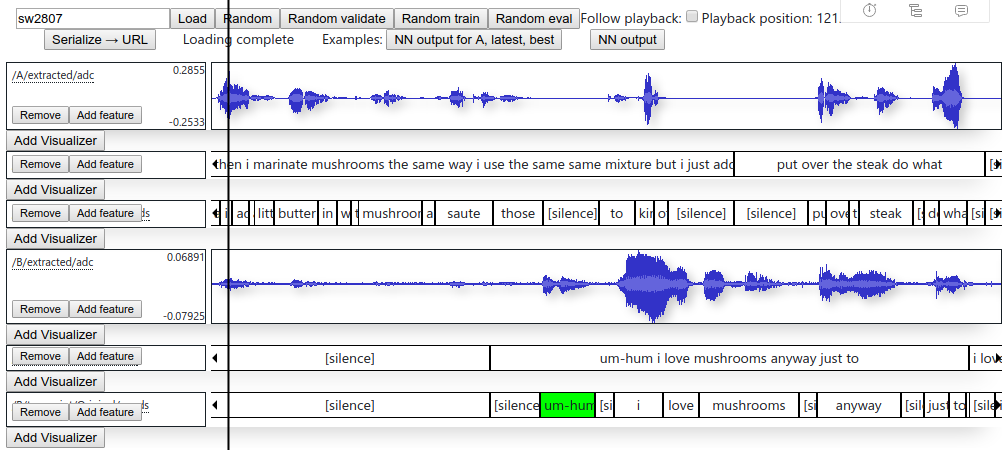 sw2807 Load Random Random validate Random train Random eval Follow playback: Playback position: 121.
Serialize → URL Loading complete Examples: NN output for A, latest, best NN output
/A/extracted/adc 0.2855
Remove Add feature -0.2533
Add Visualizer
Remove Add feature hen i marinate mushrooms the same way i use the same same mixture but i just add put over the steak do what [si
Add Visualizer
Remove Add feature ds i ad litt butter in w t mushroom a saute those [silence] to kin o [silence] [silence] pu ove t steak [s do wha [si [si
Add Visualizer
/B/extracted/adc 0.06891
Remove Add feature -0.07925
Add Visualizer
Remove Add feature [silence] um-hum i love mushrooms anyway just to i love
Add Visualizer
Remove Add feature ds [silence] [silence um-hum [si i love mushrooms [si anyway [sil just to [sile
Add Visualizer